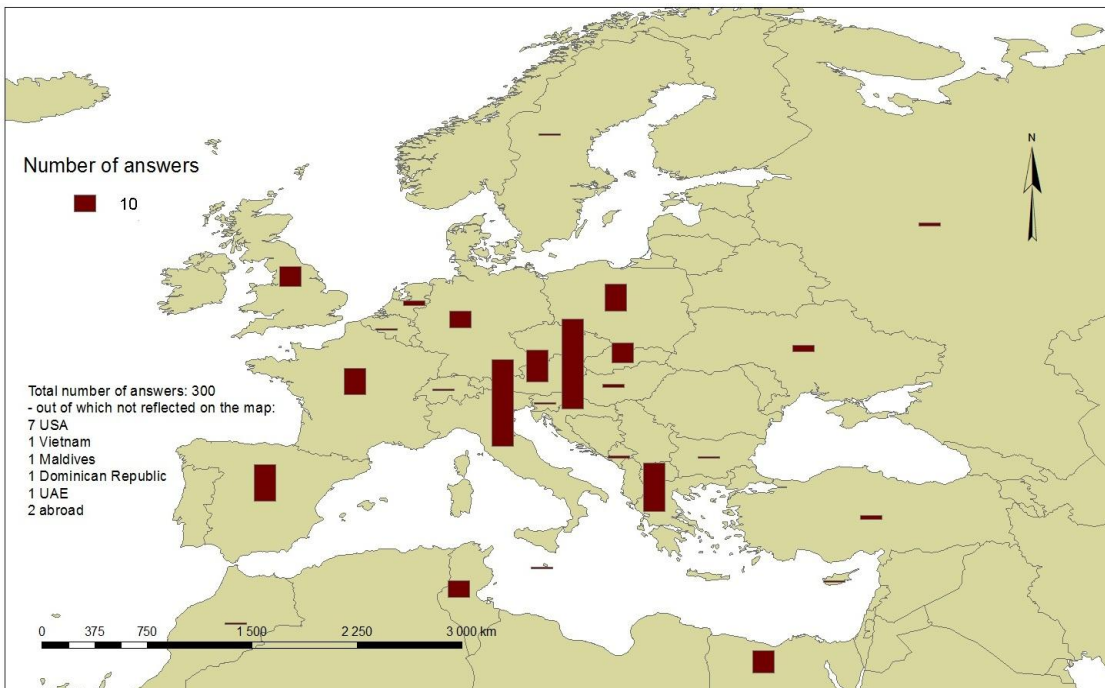 N
Number of answers
10
Total number of answers: 300
- out of which not reflected on the map:
7 USA
1 Vietnam
1 Maldives
1 Dominican Republic
1 UAE
2 abroad
0 375 750 1 500 2 250 3 000 km